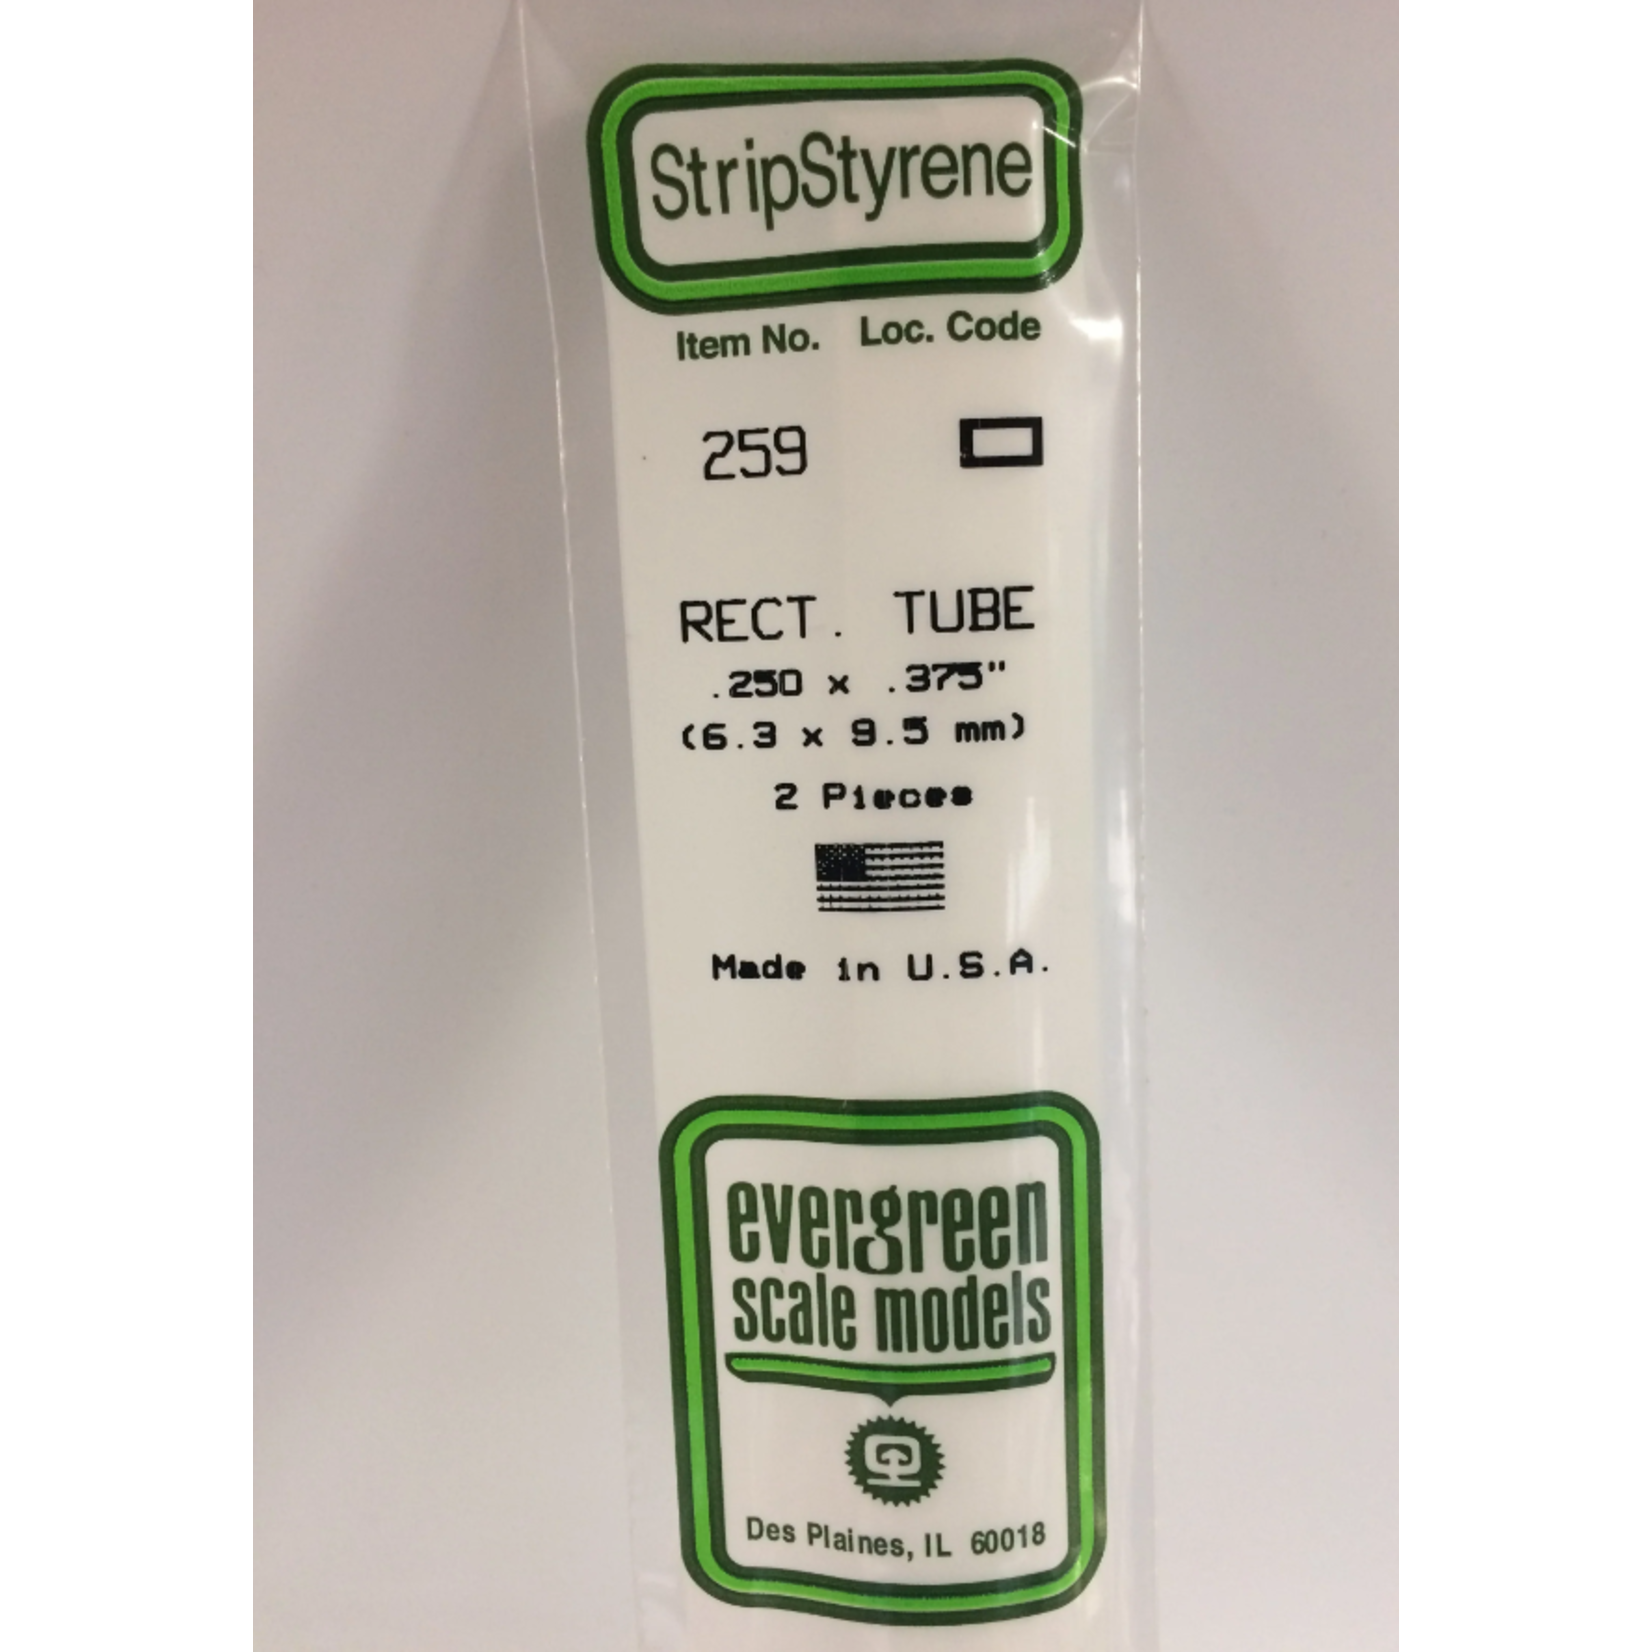 StripStyrene
Item No. Loc. Code
259
RECT. TUBE
.250 x .375"
(6.3 x 9.5 mm)
2 Pieces
Made in U.S.A.
evergreen
scale models
Des Plaines, IL 60018